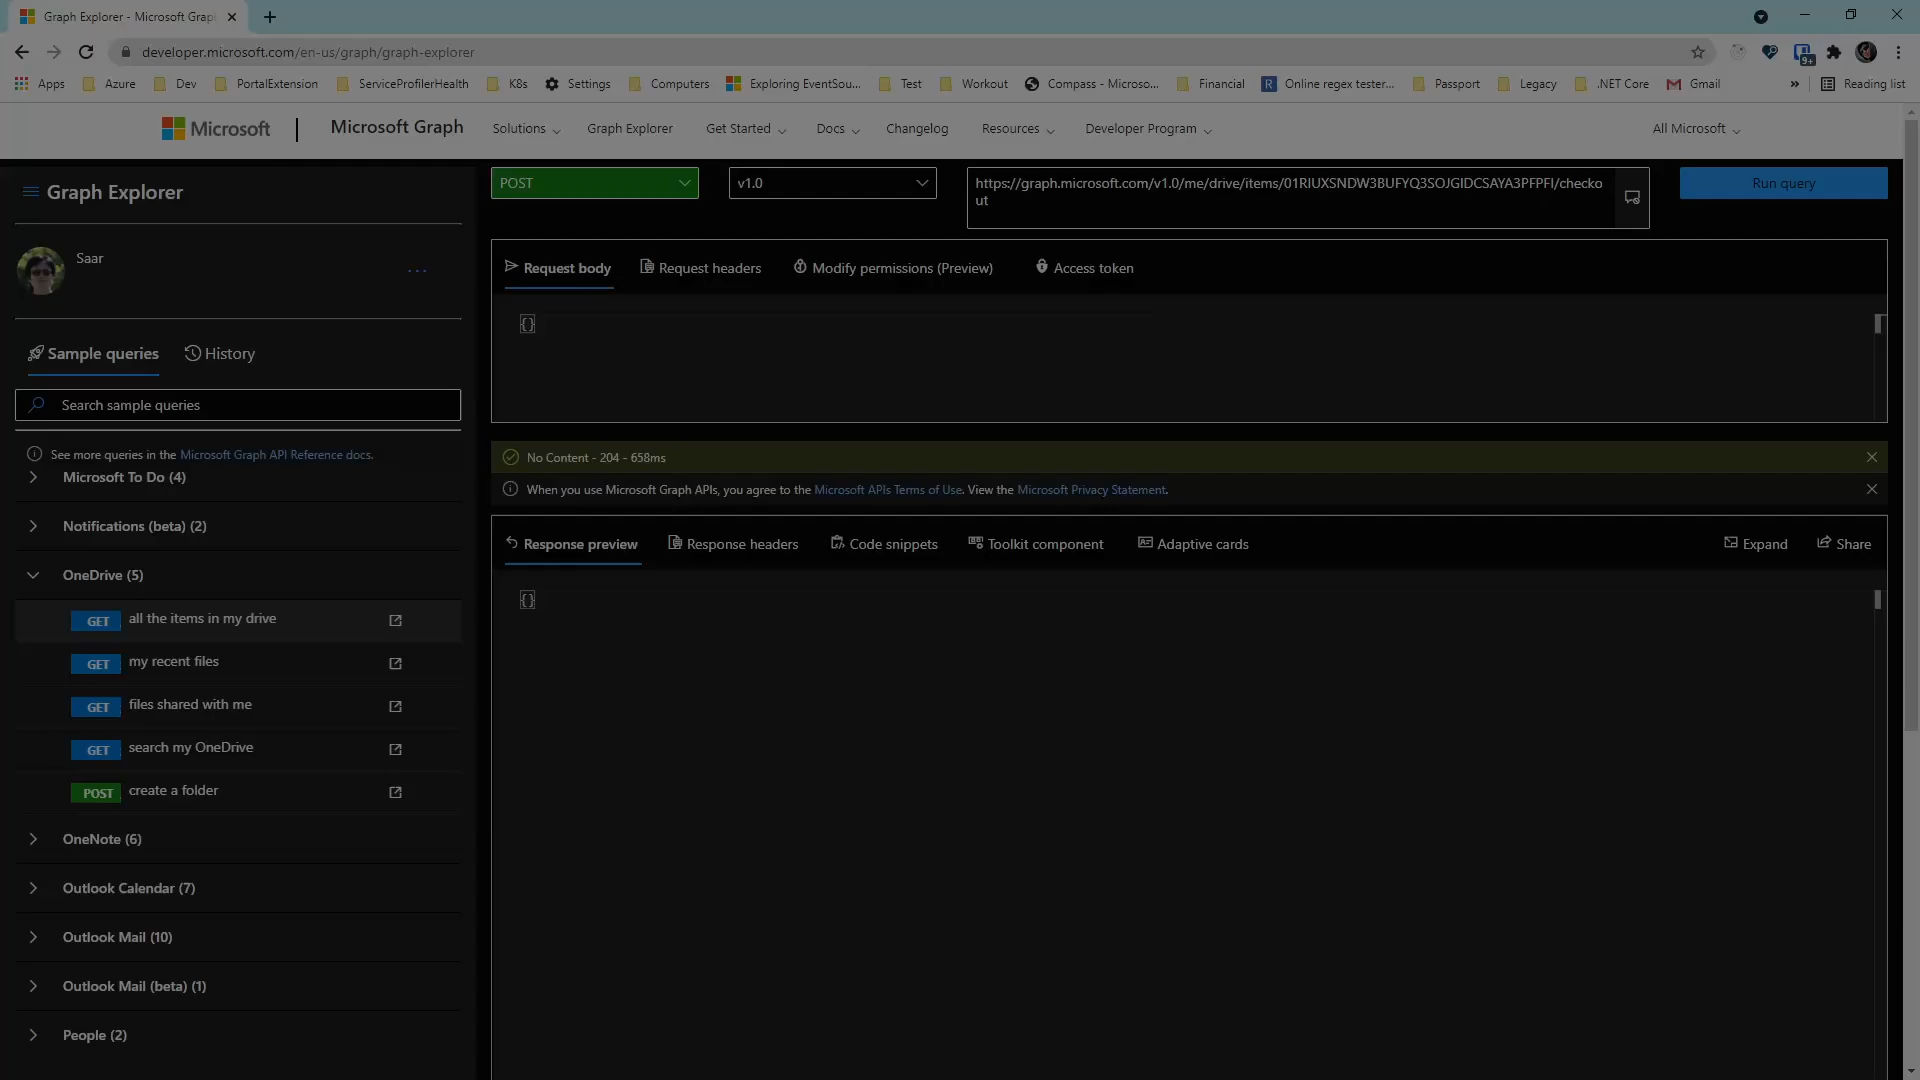 Graph Explorer - Microsoft Grap
developer.microsoft.com/en-us/graph/graph-explorer
9+
Apps Azure Dev PortalExtension ServiceProfilerHealth K8s Settings Computers Exploring EventSou... Test Workout Compass - Microso... Financial R Online regex tester... Passport Legacy .NET Core Gmail » Reading list
Microsoft Microsoft Graph Solutions Graph Explorer Get Started Docs Changelog Resources Developer Program All Microsoft
Graph Explorer
Saar
...
Sample queries History
Search sample queries
See more queries in the Microsoft Graph API Reference docs.
Microsoft To Do (4)
Notifications (beta) (2)
OneDrive (5)
GET all the items in my drive
GET my recent files
GET files shared with me
GET search my OneDrive
POST create a folder
OneNote (6)
Outlook Calendar (7)
Outlook Mail (10)
Outlook Mail (beta) (1)
People (2)
POST v1.0
https://graph.microsoft.com/v1.0/me/drive/items/01RIUXSNDW3BUFYQ3SOJGIDCSAYA3PFPFI/checko
ut
Run query
Request body Request headers Modify permissions (Preview) Access token
{}
No Content - 204 - 658ms
When you use Microsoft Graph APIs, you agree to the Microsoft APIs Terms of Use. View the Microsoft Privacy Statement.
Response preview Response headers Code snippets Toolkit component Adaptive cards Expand Share
{}